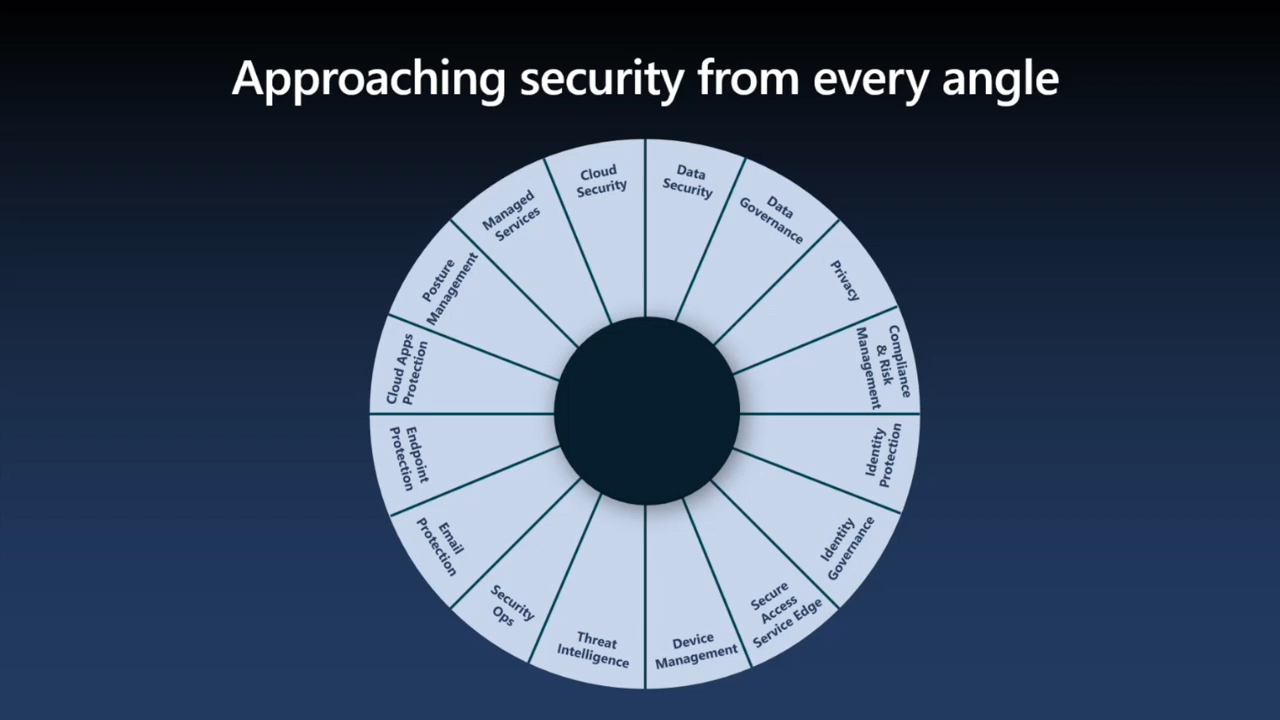 Approaching security from every angle
Cloud
Security
Data
Security
Data
Governance
Privacy
Compliance
& Risk
Management
Identity
Protection
Identity
Governance
Secure
Access
Service Edge
Device
Management
Threat
Intelligence
Security
Ops
Email
Protection
Endpoint
Protection
Cloud Apps
Protection
Posture
Management
Managed
Services